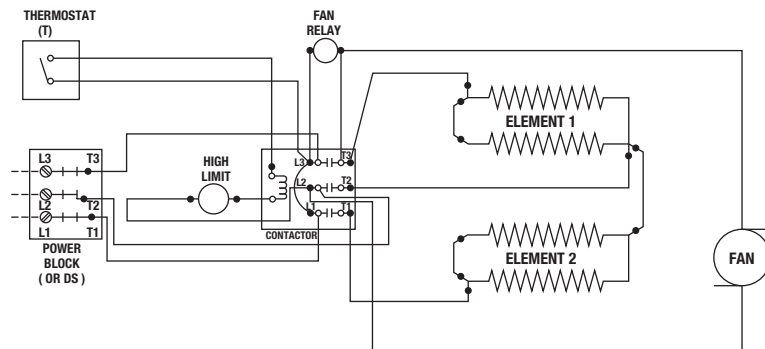 THERMOSTAT
(T)
FAN
RELAY
ELEMENT 1
L3 T3
HIGH
LIMIT
L3 T3
L2 T2
L2 T2
L1 T1
L1 T1
CONTACTOR
POWER
BLOCK
( OR DS )
ELEMENT 2
FAN